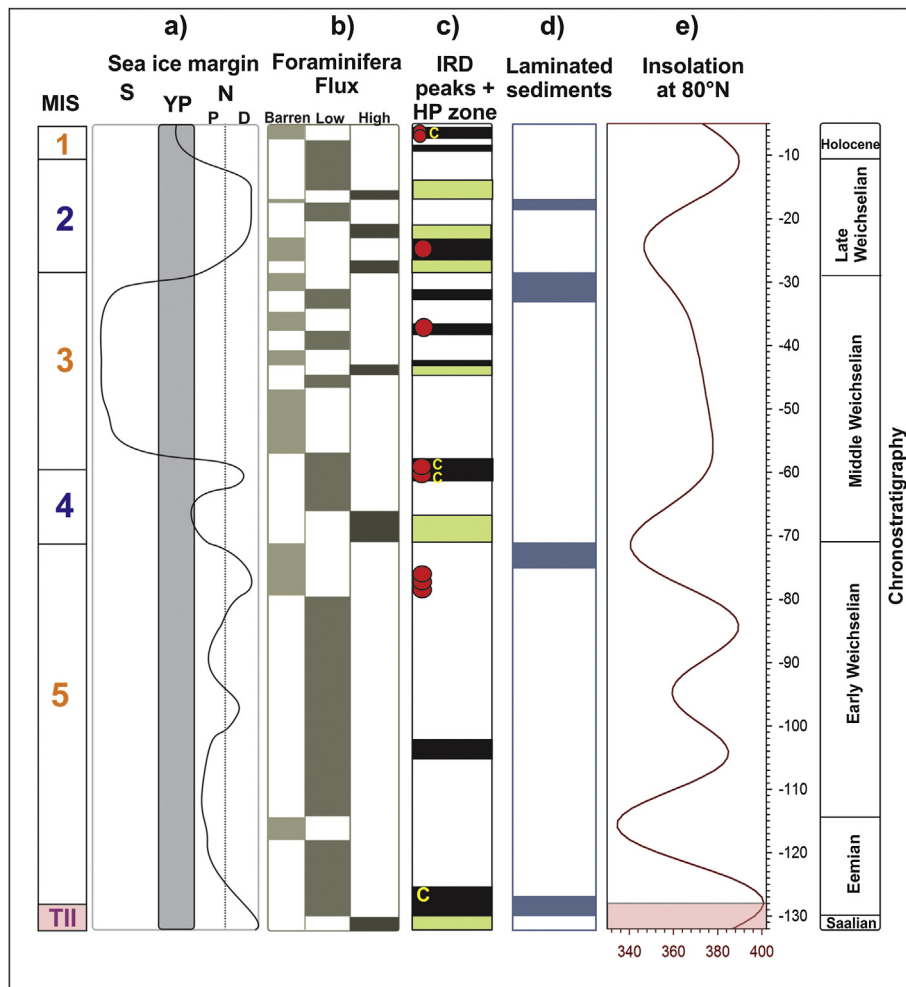 a) b) c) d) e)
Sea ice margin
S N
YP
P D
MIS
Foraminifera
Flux
Barren Low High
IRD
peaks +
HP zone
Laminated
sediments
Insolation
at 80°N
1
2
3
4
5
TII
C
C
C
C
-10
-20
-30
-40
-50
-60
-70
-80
-90
-100
-110
-120
-130
340 360 380 400
Holocene
Late
Weichselian
Middle Weichselian
Early Weichselian
Eemian
Saalian
Chronostratigraphy